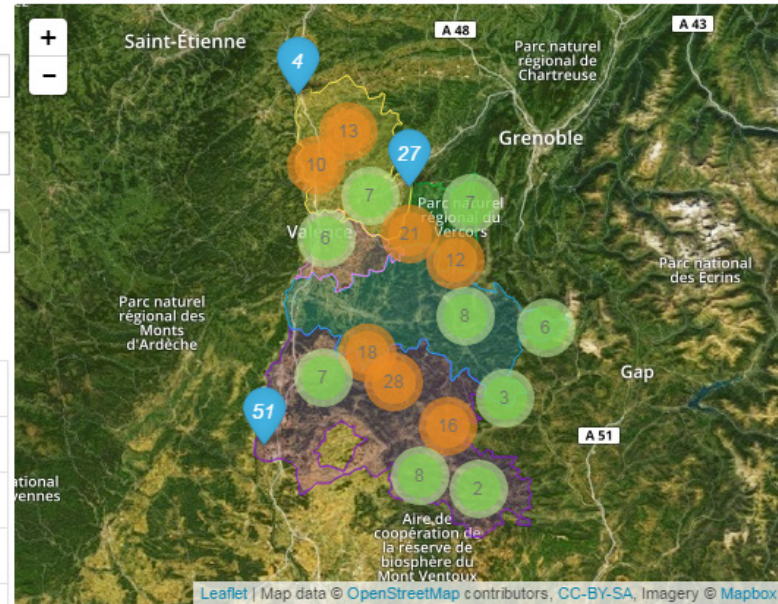 +
−
Saint-Étienne
A 48
A 43
Parc naturel
régional de
Chartreuse
4
13
Grenoble
27
10
7
7
Parc naturel
régional du
Vercors
21
6
12
Parc national
des Écrins
Parc naturel
régional des
Monts
d'Ardèche
8
6
18
Gap
7
28
3
51
16
A 51
8
2
Aire de
coopération de
la réserve de
biosphère du
Mont Ventoux
Leaflet | Map data © OpenStreetMap contributors, CC-BY-SA, Imagery © Mapbox